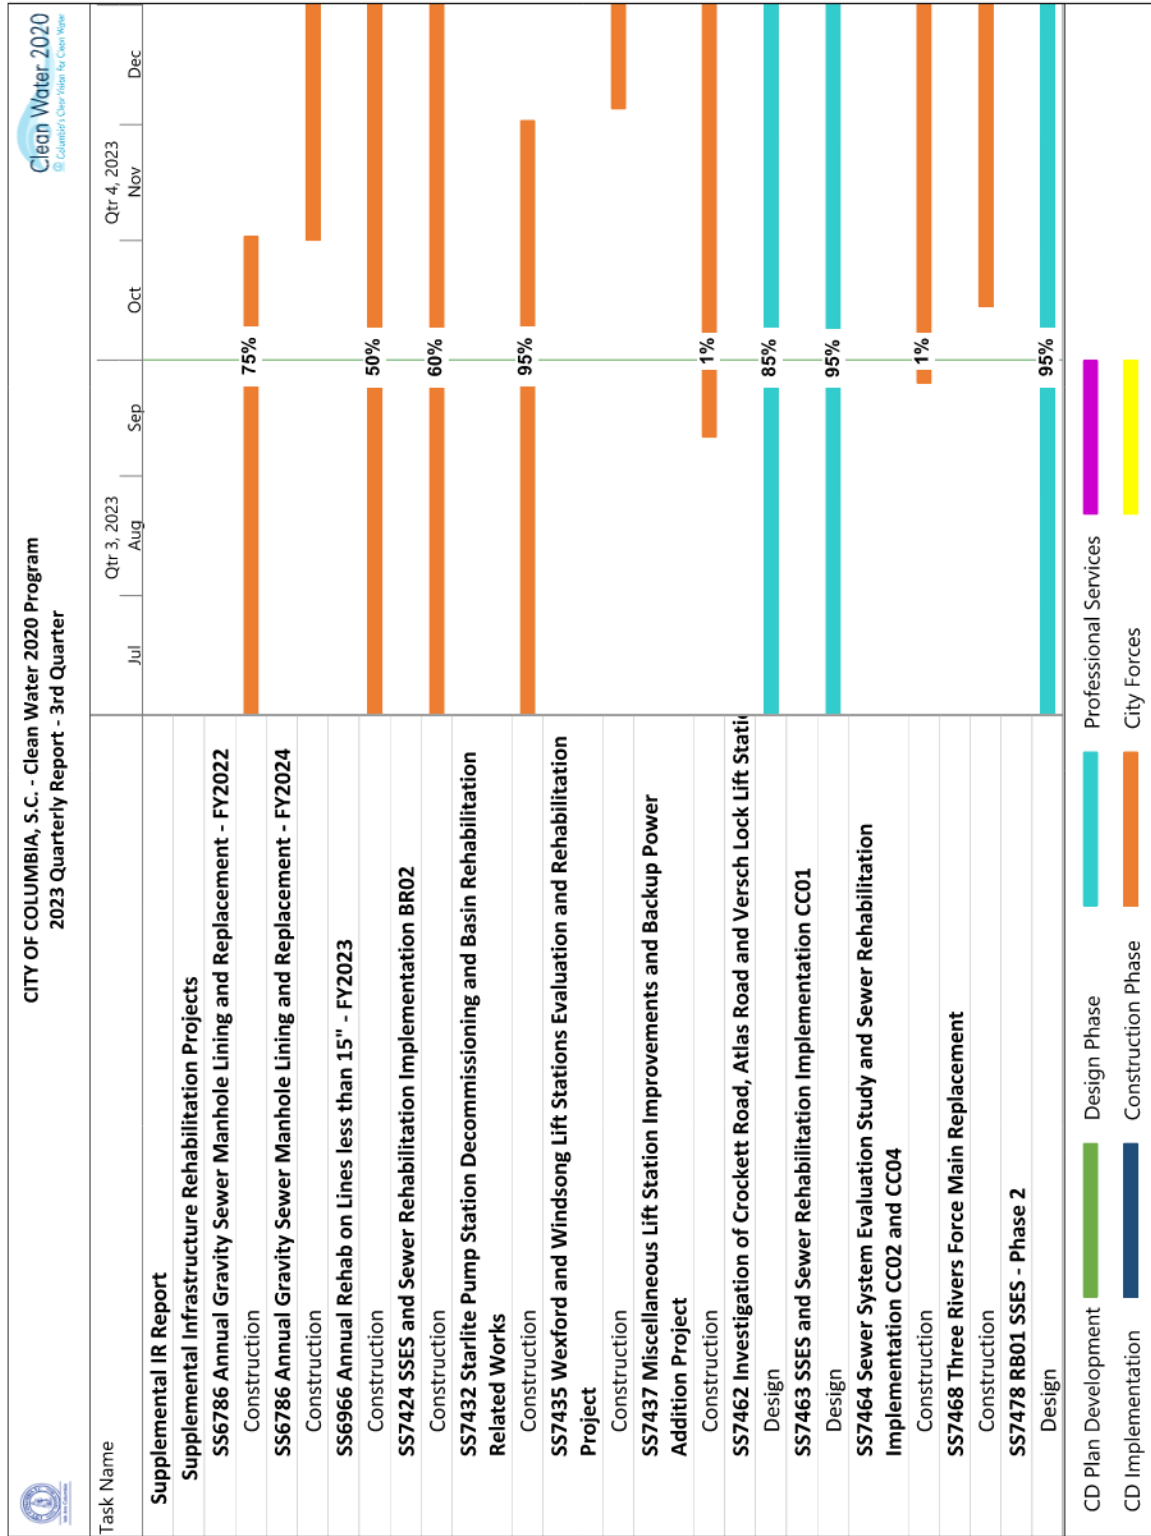 CITY OF COLUMBIA, S.C. - Clean Water 2020 Program
2023 Quarterly Report - 3rd Quarter
Clean Water 2020
Columbia's Clear Vision For Clean Water
Task Name
Qtr 3, 2023
Qtr 4, 2023
Jul
Aug
Sep
Oct
Nov
Dec
Supplemental IR Report
Supplemental Infrastructure Rehabilitation Projects
SS6786 Annual Gravity Sewer Manhole Lining and Replacement - FY2022
Construction
75%
SS6786 Annual Gravity Sewer Manhole Lining and Replacement - FY2024
Construction
SS6966 Annual Rehab on Lines less than 15" - FY2023
Construction
50%
SS7424 SSES and Sewer Rehabilitation Implementation BR02
Construction
60%
SS7432 Starlite Pump Station Decommissioning and Basin Rehabilitation
Related Works
Construction
95%
SS7435 Wexford and Windsong Lift Stations Evaluation and Rehabilitation
Project
Construction
SS7437 Miscellaneous Lift Station Improvements and Backup Power
Addition Project
Construction
1%
SS7462 Investigation of Crockett Road, Atlas Road and Versch Lock Lift Static
Design
85%
SS7463 SSES and Sewer Rehabilitation Implementation CC01
Design
95%
SS7464 Sewer System Evaluation Study and Sewer Rehabilitation
Implementation CC02 and CC04
Construction
1%
SS7468 Three Rivers Force Main Replacement
Construction
SS7478 RB01 SSES - Phase 2
Design
95%
CD Plan Development
Design Phase
Professional Services
CD Implementation
Construction Phase
City Forces